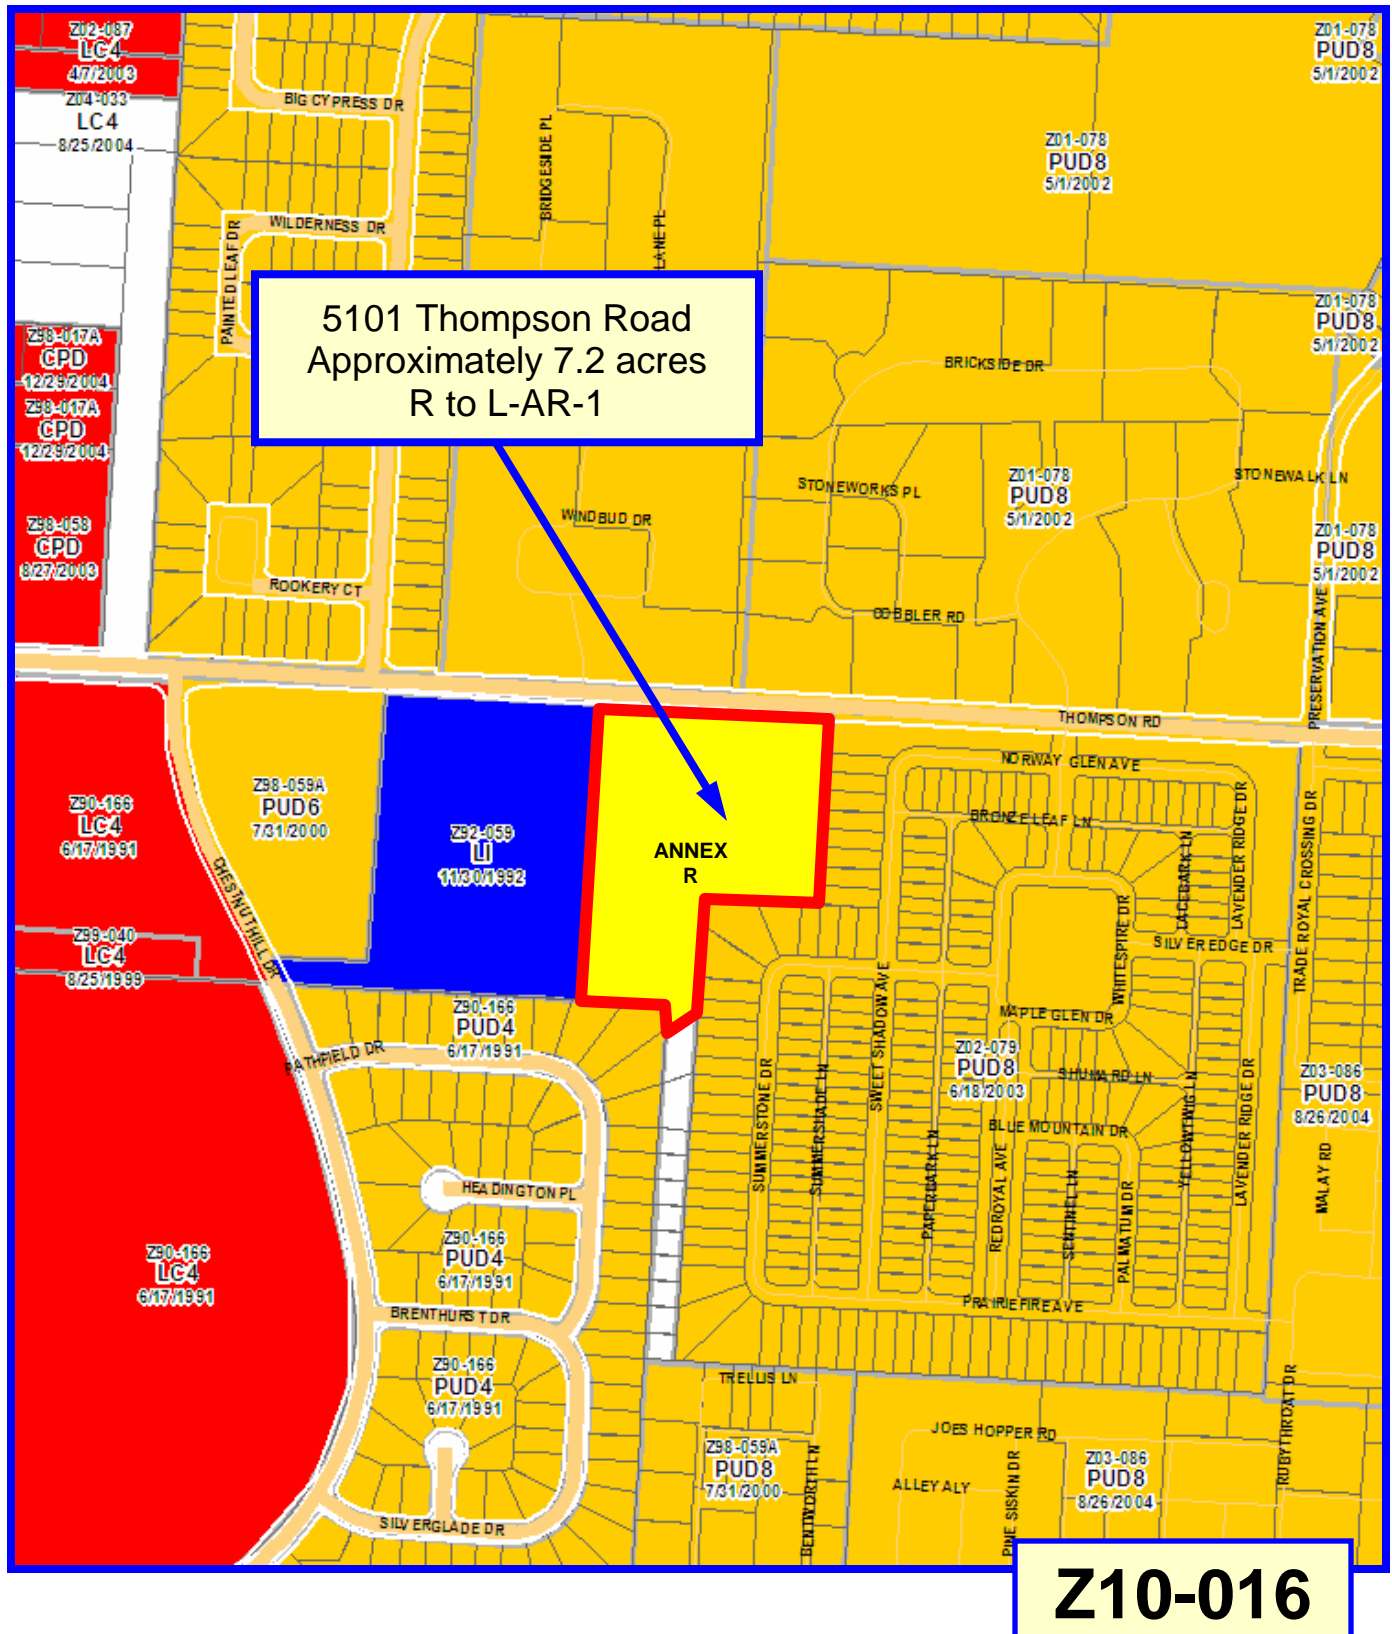 Z02-087
LC4
4/7/2003
Z04-033
LC4
8/25/2004
BIG CYPRESS DR
BRIDGESIDE PL
LANE PL
WILDERNESS DR
PAINTED LEAF DR
Z01-078
PUD8
5/1/2002
Z01-078
PUD8
5/1/2002
5101 Thompson Road
Approximately 7.2 acres
R to L-AR-1
Z98-017A
CPD
12/29/2004
Z98-017A
CPD
12/29/2004
Z98-058
CPD
8/27/2003
Z01-078
PUD8
5/1/2002
BRICKSIDE DR
STONEWORKS PL
Z01-078
PUD8
5/1/2002
STONEWALK LN
WINDBUD DR
Z01-078
PUD8
5/1/2002
ROOKERY CT
COBBLER RD
PRESERVATION AVE
THOMPSON RD
NORWAY GLEN AVE
BRONZELEAF LN
LACEBARK LN
LAVENDER RIDGE DR
TRADE ROYAL CROSSING DR
Z90-166
LC4
6/17/1991
Z98-059A
PUD6
7/31/2000
Z92-059
LI
11/30/1992
ANNEX
R
CHESTNUT HILL DR
Z99-040
LC4
8/25/1999
WHITESPIRE DR
SILVEREDGE DR
Z90-166
PUD4
6/17/1991
PATHFIELD DR
SWEET SHADOW AVE
MAPLE GLEN DR
Z02-079
PUD8
6/18/2003
SHUMARD LN
BLUE MOUNTAIN DR
SUMMERSTONE DR
SUMMERSHADE LN
PAPERBARK LN
REDROYAL AVE
SENTINEL LN
PALMATUM DR
YELLOWTWIG LN
LAVENDER RIDGE DR
Z03-086
PUD8
8/26/2004
MALAY RD
HEADINGTON PL
Z90-166
PUD4
6/17/1991
Z90-166
LC4
6/17/1991
BRENTHURST DR
PRAIRIEFIRE AVE
Z90-166
PUD4
6/17/1991
TRELLIS LN
JOES HOPPER RD
RUBYTHROAT DR
Z98-059A
PUD8
7/31/2000
BENTWORTH LN
ALLEY ALY
PINE SISKIN DR
Z03-086
PUD8
8/26/2004
SILVERGLADE DR
Z10-016